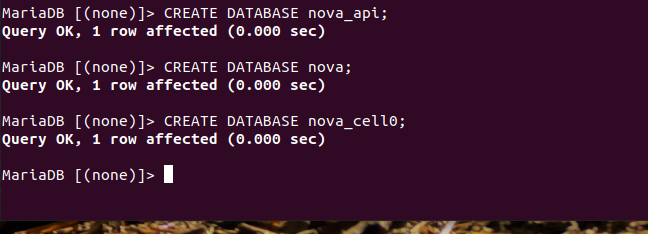 MariaDB [(none)]> CREATE DATABASE nova_api;
Query OK, 1 row affected (0.000 sec)
MariaDB [(none)]> CREATE DATABASE nova;
Query OK, 1 row affected (0.000 sec)
MariaDB [(none)]> CREATE DATABASE nova_cell0;
Query OK, 1 row affected (0.000 sec)
MariaDB [(none)]>